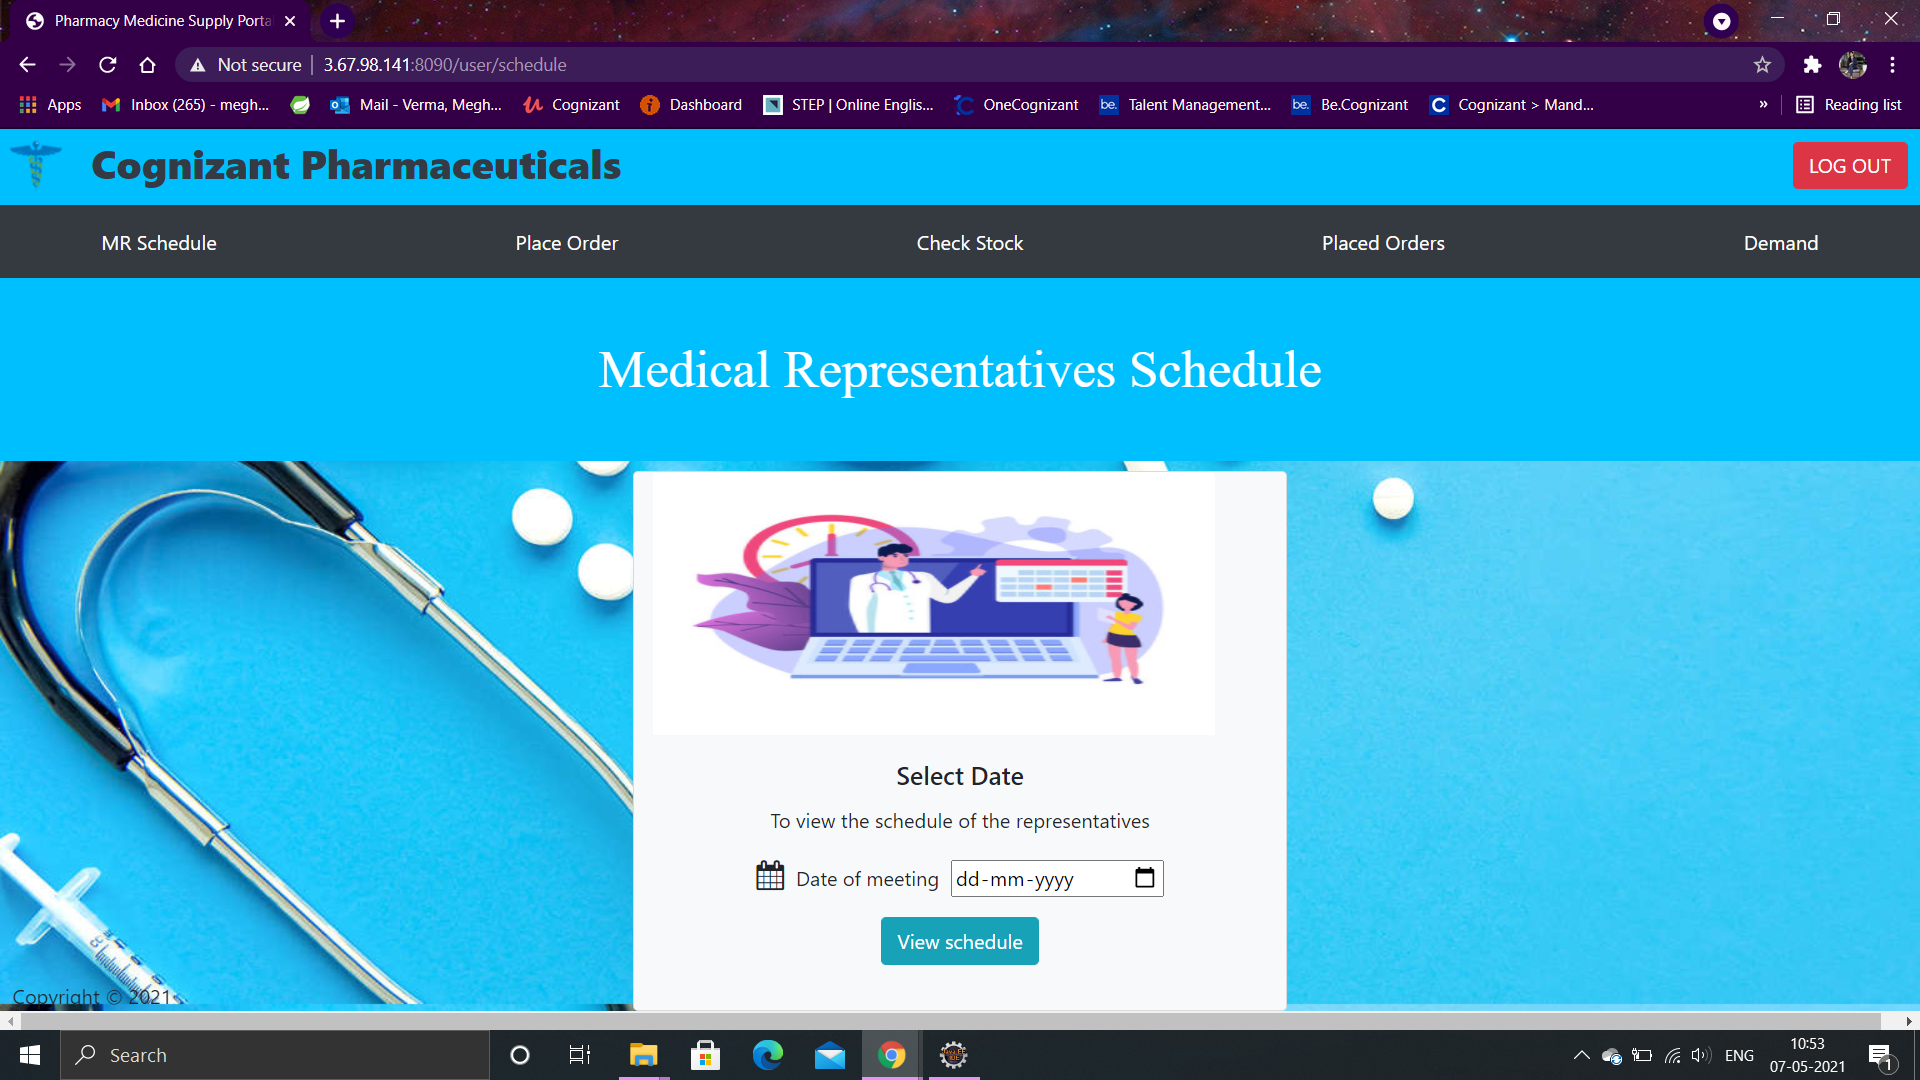 Pharmacy Medicine Supply Porta
Not secure | 3.67.98.141:8090/user/schedule
Apps Inbox (265) - megh... Mail - Verma, Megh... Cognizant Dashboard STEP | Online Englis... OneCognizant be. Talent Management... be. Be.Cognizant Cognizant > Mand... » Reading list
Cognizant Pharmaceuticals LOG OUT
MR Schedule Place Order Check Stock Placed Orders Demand
Medical Representatives Schedule
Select Date
To view the schedule of the representatives
Date of meeting dd-mm-yyyy
View schedule
Copyright © 2021
Search ENG 10:53
07-05-2021 1